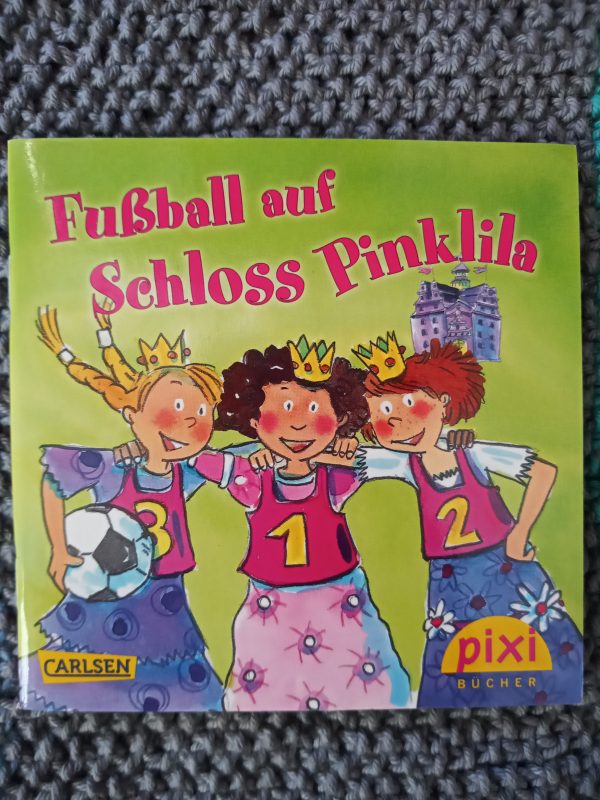 Fußball auf
Schloss Pinklila
3
1
2
CARLSEN
pixi
BÜCHER